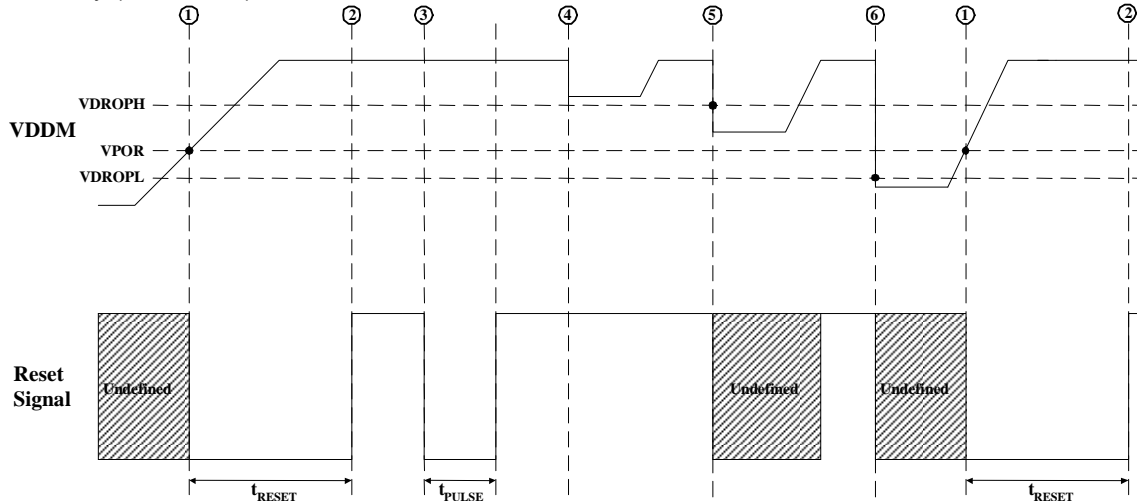 1 2 3 4 5 6 1 2
VDROPH
VDDM
VPOR
VDROPL
Reset
Signal
Undefined Undefined Undefined
tRESET tPULSE tRESET